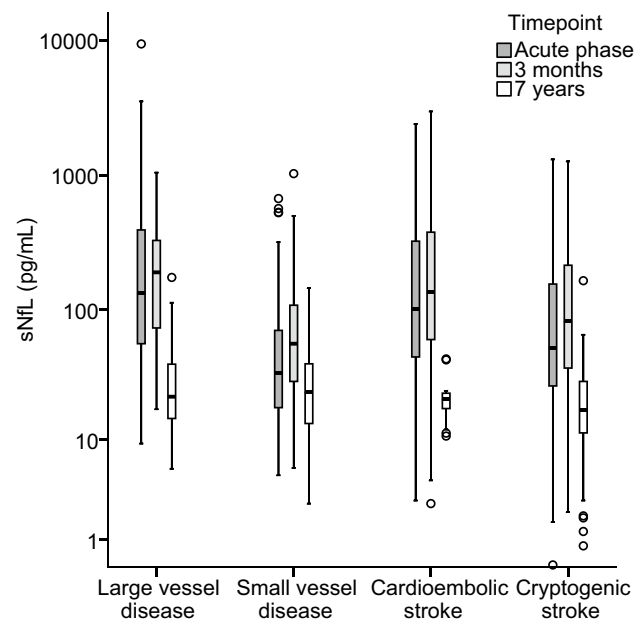 Timepoint
Acute phase
3 months
7 years
sNfL (pg/mL)
10000
1000
100
10
1
Large vessel disease
Small vessel disease
Cardioembolic stroke
Cryptogenic stroke